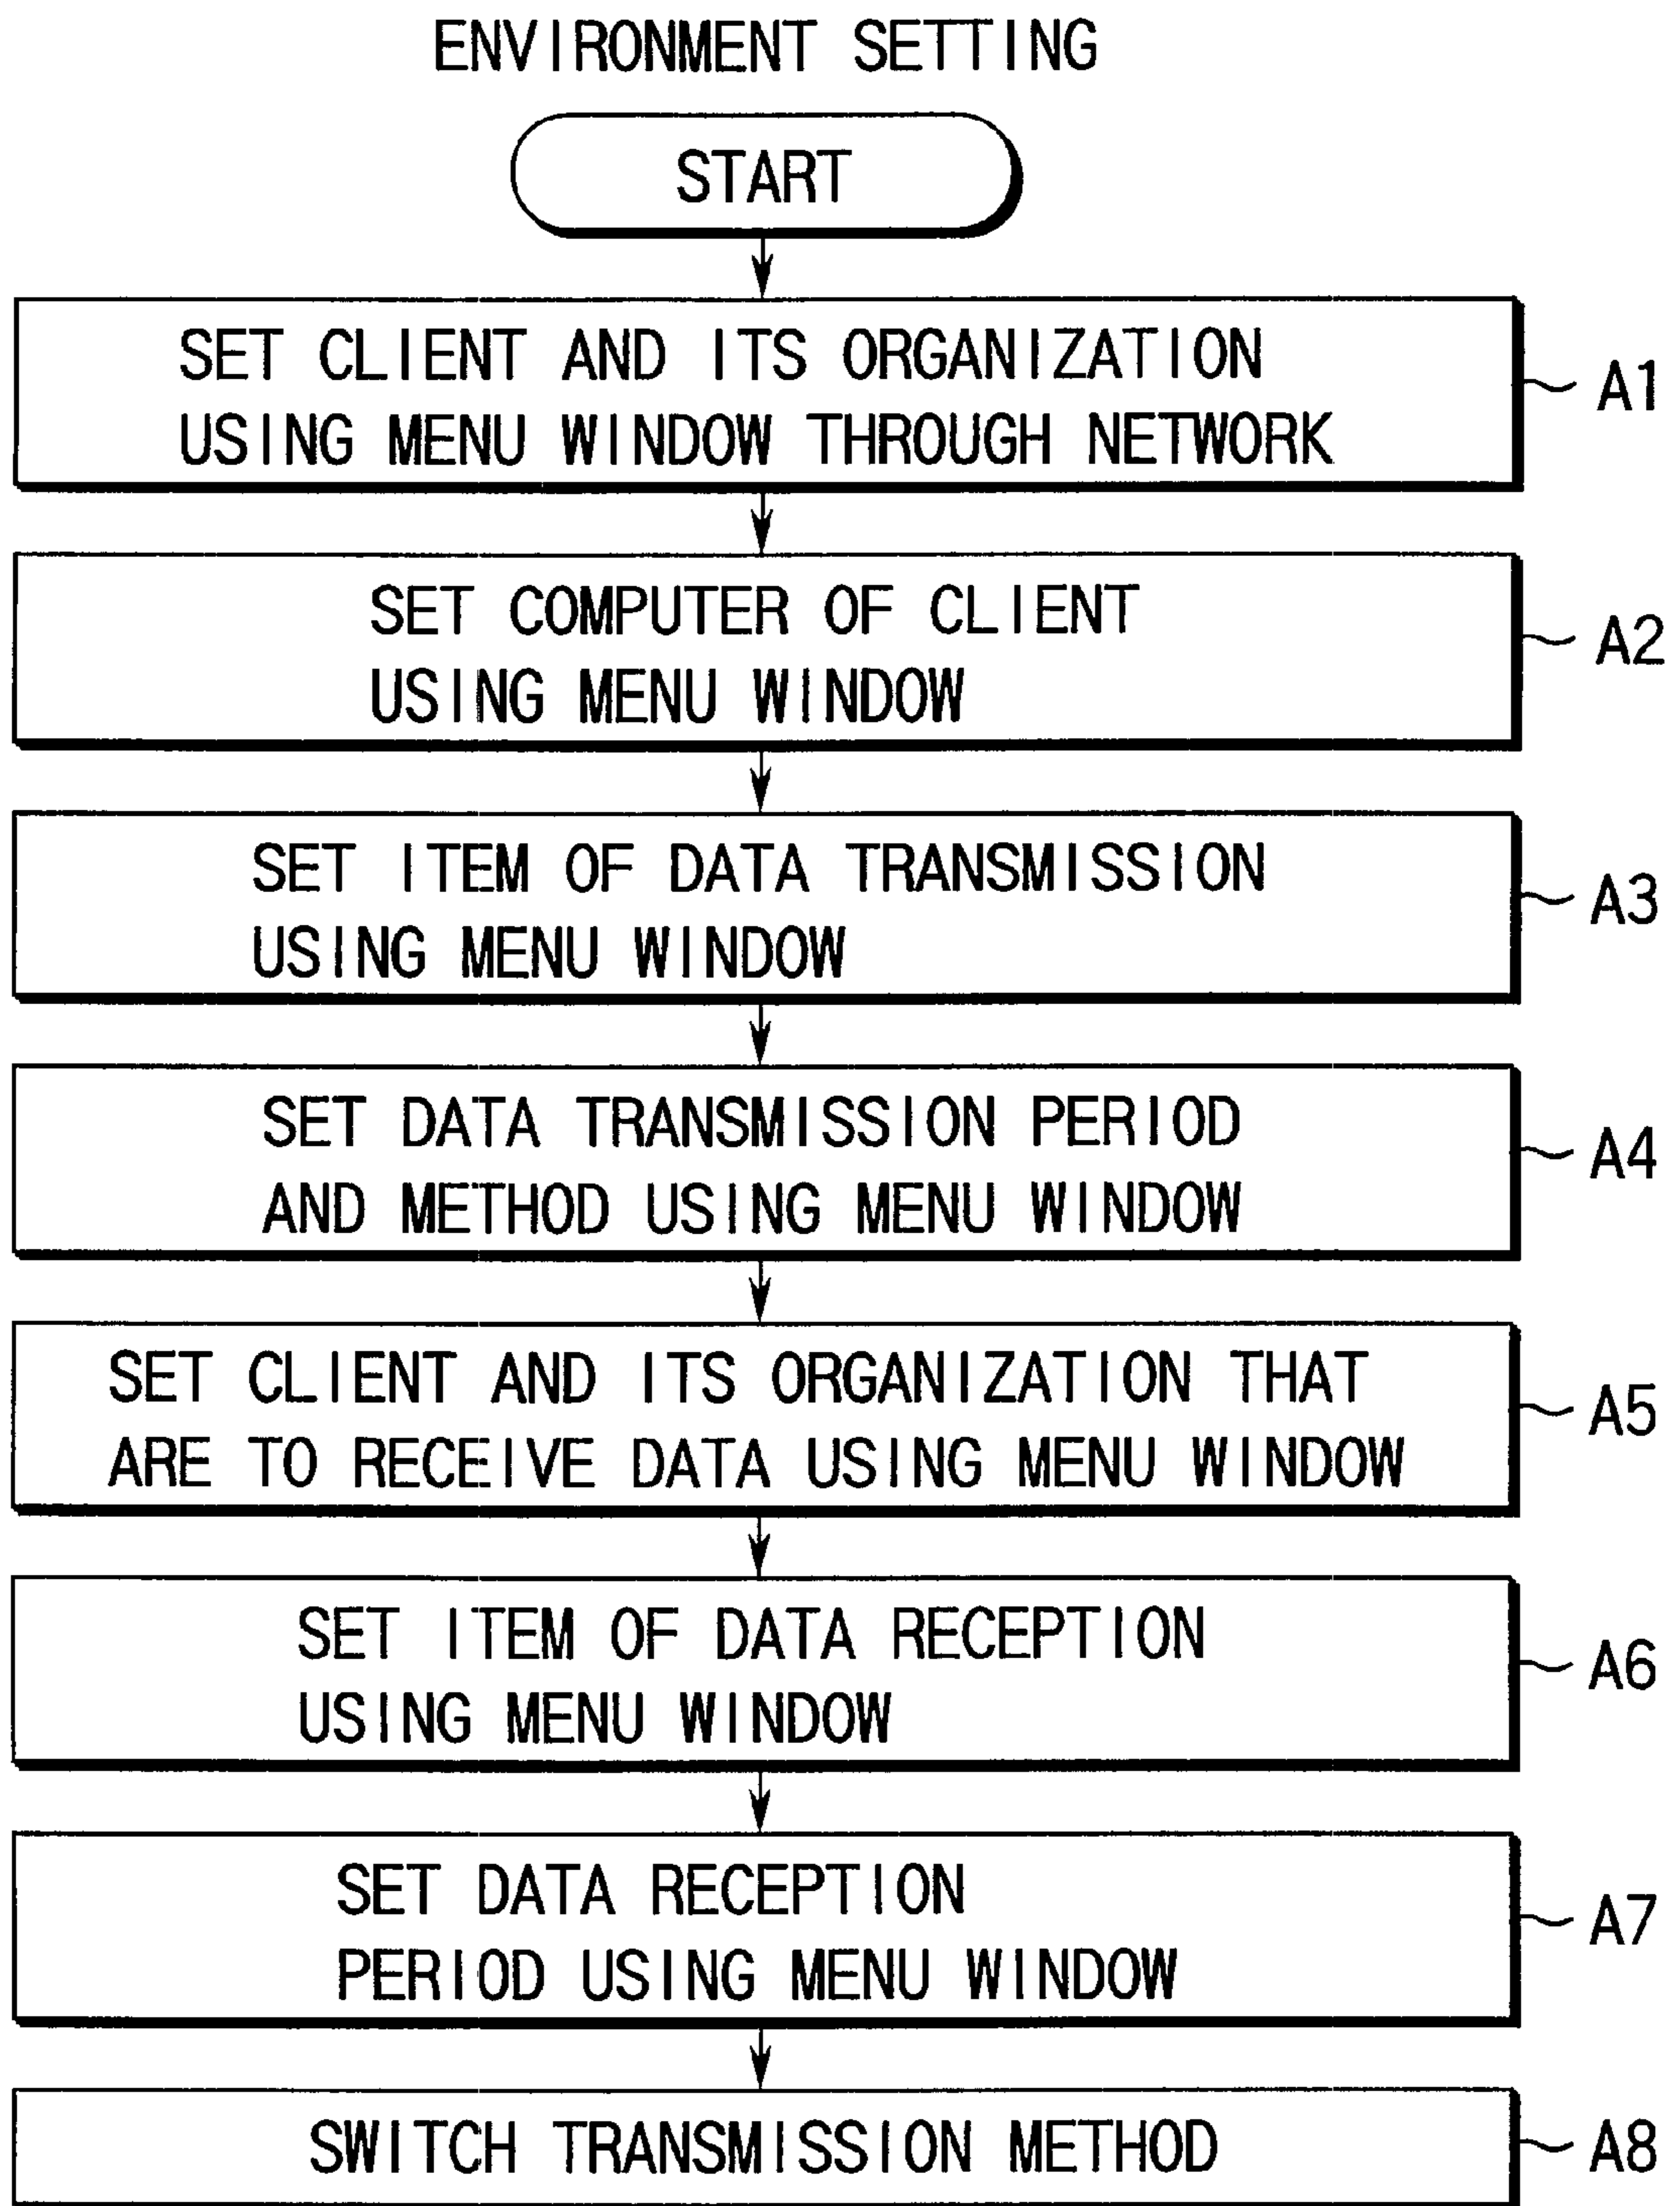 ENVIRONMENT SETTING
START
SET CLIENT AND ITS ORGANIZATION
USING MENU WINDOW THROUGH NETWORK
A1
SET COMPUTER OF CLIENT
USING MENU WINDOW
A2
SET ITEM OF DATA TRANSMISSION
USING MENU WINDOW
A3
SET DATA TRANSMISSION PERIOD
AND METHOD USING MENU WINDOW
A4
SET CLIENT AND ITS ORGANIZATION THAT
ARE TO RECEIVE DATA USING MENU WINDOW
A5
SET ITEM OF DATA RECEPTION
USING MENU WINDOW
A6
SET DATA RECEPTION
PERIOD USING MENU WINDOW
A7
SWITCH TRANSMISSION METHOD
A8